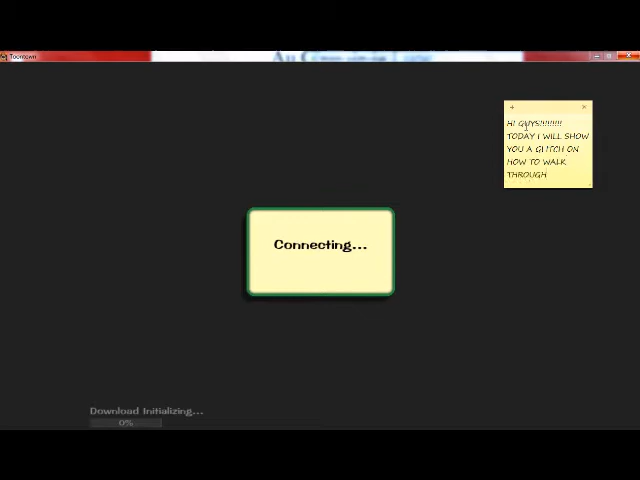 Toontown
HI GUYS!!!!!!!!!
TODAY I WILL SHOW
YOU A GLITCH ON
HOW TO WALK
THROUGH
Connecting...
Download Initializing...
0%